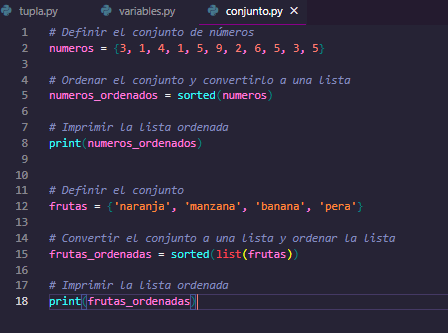 tupla.py variables.py conjunto.py ×
1 # Definir el conjunto de números
2 numeros = {3, 1, 4, 1, 5, 9, 2, 6, 5, 3, 5}
3
4 # Ordenar el conjunto y convertirlo a una lista
5 numeros_ordenados = sorted(numeros)
6
7 # Imprimir la lista ordenada
8 print(numeros_ordenados)
9
10
11 # Definir el conjunto
12 frutas = {'naranja', 'manzana', 'banana', 'pera'}
13
14 # Convertir el conjunto a una lista y ordenar la lista
15 frutas_ordenadas = sorted(list(frutas))
16
17 # Imprimir la lista ordenada
18 print(frutas_ordenadas)